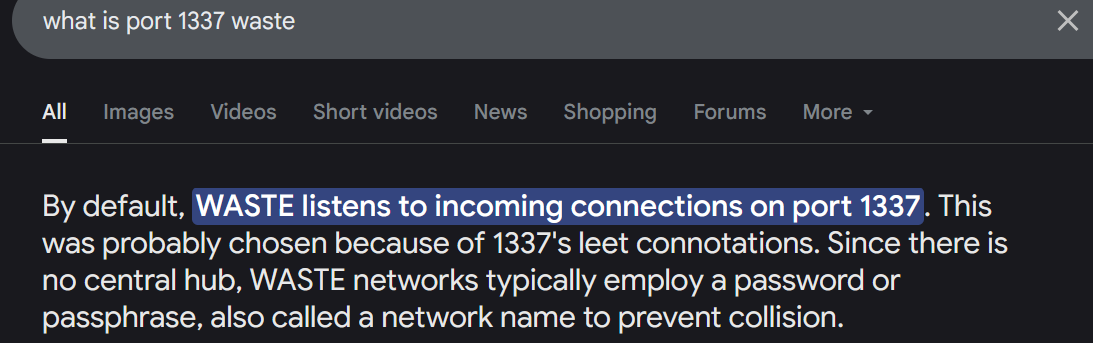 what is port 1337 waste
All Images Videos Short videos News Shopping Forums More
By default, WASTE listens to incoming connections on port 1337. This
was probably chosen because of 1337's leet connotations. Since there is
no central hub, WASTE networks typically employ a password or
passphrase, also called a network name to prevent collision.